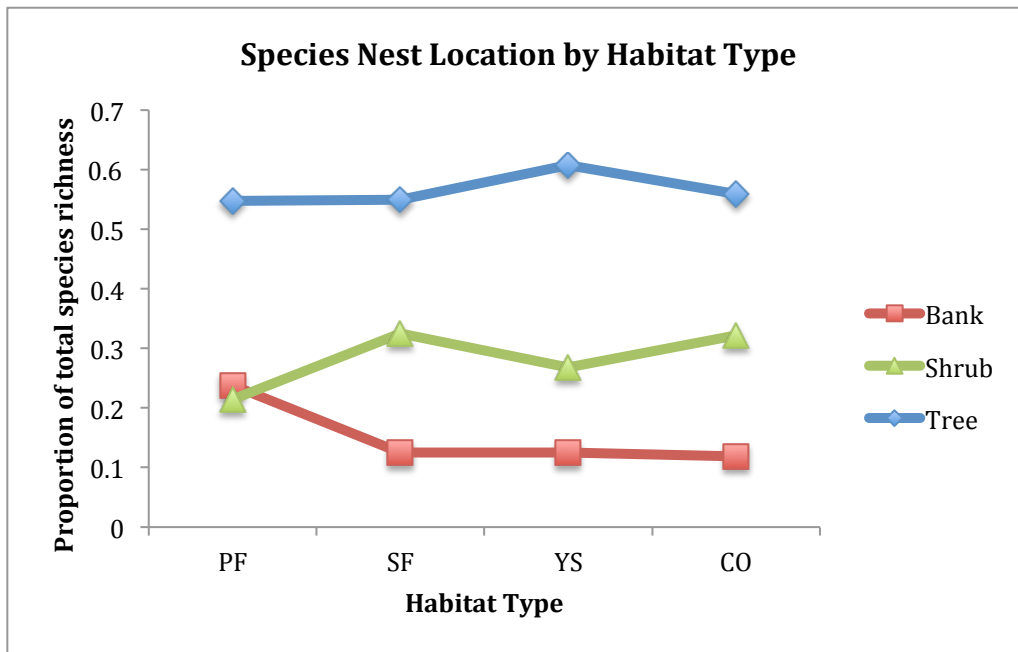 Species Nest Location by Habitat Type
Proportion of total species richness
0.7
0.6
0.5
0.4
0.3
0.2
0.1
0
PF SF YS CO
Habitat Type
Bank
Shrub
Tree